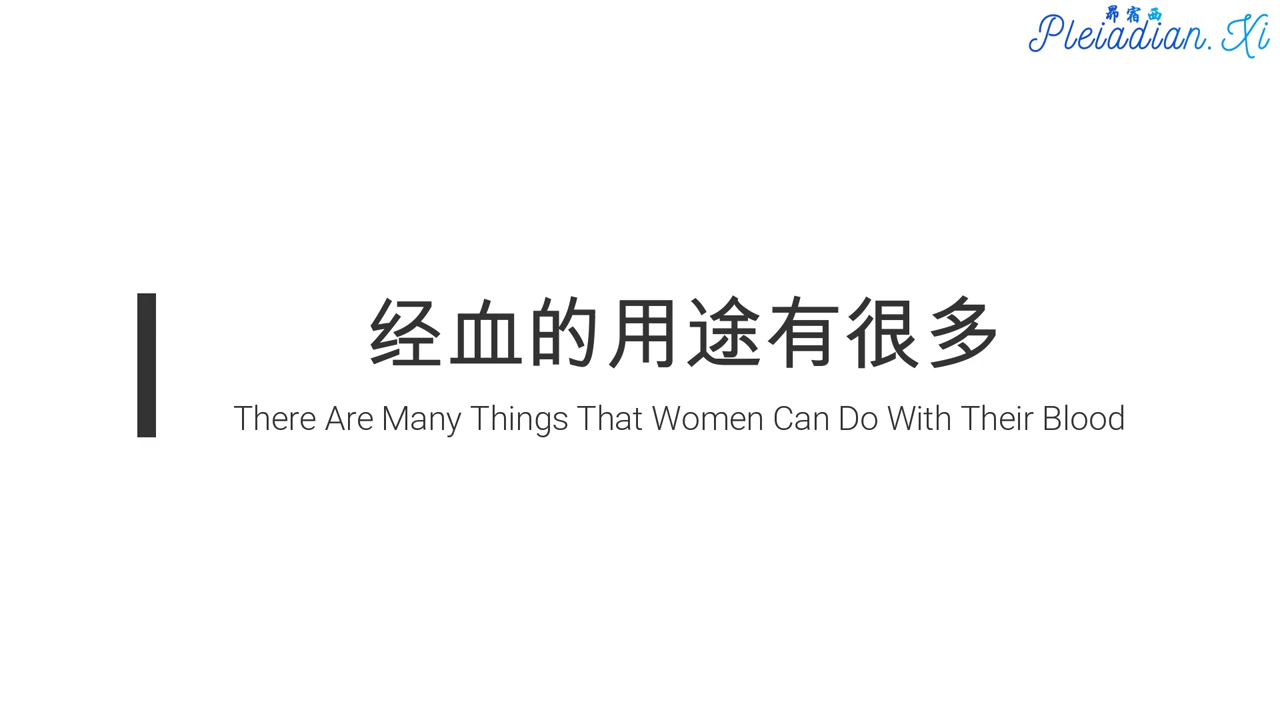 昴宿西
Pleiadian. Xi
经血的用途有很多
There Are Many Things That Women Can Do With Their Blood